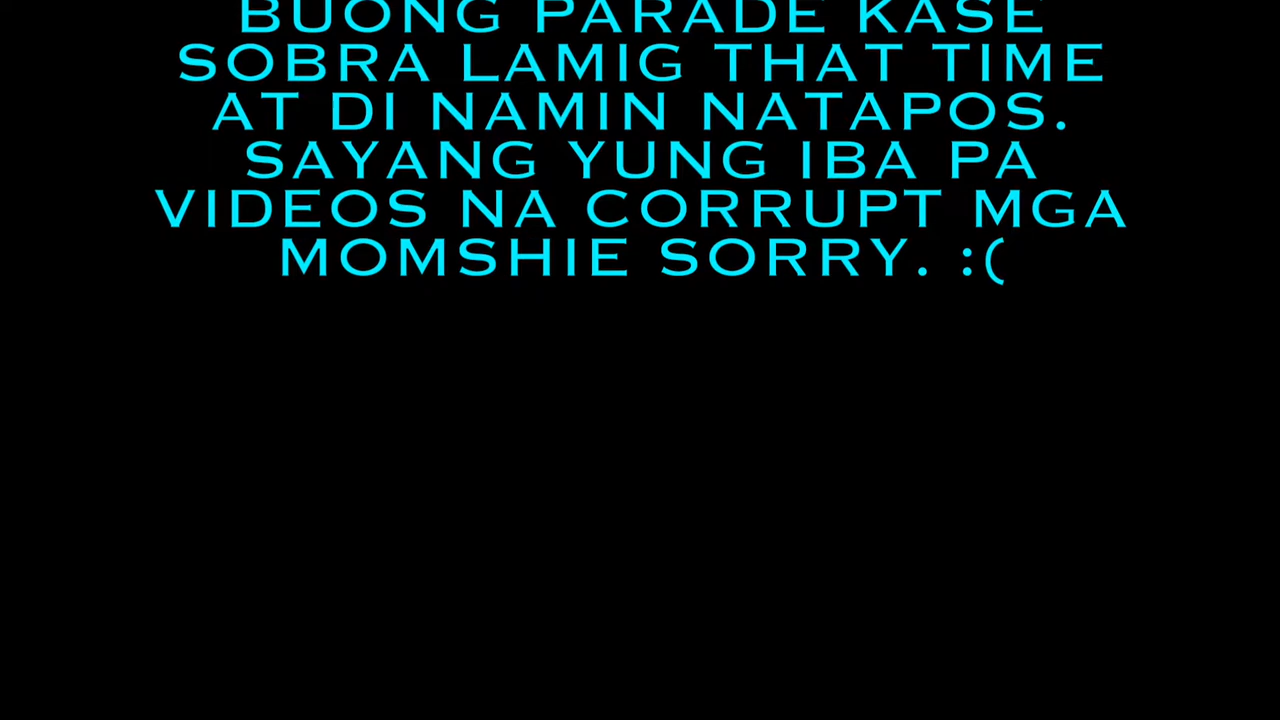 BUONG PARADE KASE
SOBRA LAMIG THAT TIME
AT DI NAMIN NATAPOS.
SAYANG YUNG IBA PA
VIDEOS NA CORRUPT MGA
MOMSHIE SORRY. :(